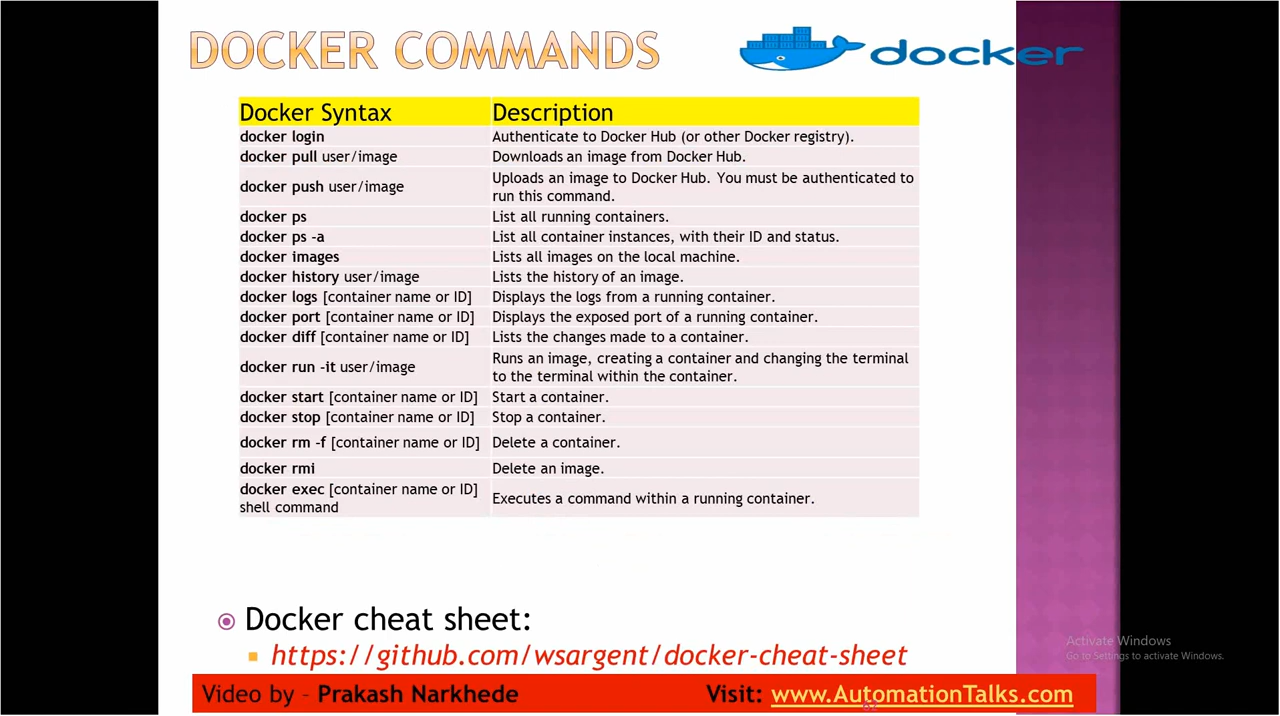 DOCKER COMMANDS
docker
Docker Syntax Description
docker login Authenticate to Docker Hub (or other Docker registry).
docker pull user/image Downloads an image from Docker Hub.
docker push user/image Uploads an image to Docker Hub. You must be authenticated to
run this command.
docker ps List all running containers.
docker ps -a List all container instances, with their ID and status.
docker images Lists all images on the local machine.
docker history user/image Lists the history of an image.
docker logs [container name or ID] Displays the logs from a running container.
docker port [container name or ID] Displays the exposed port of a running container.
docker diff [container name or ID] Lists the changes made to a container.
docker run -it user/image Runs an image, creating a container and changing the terminal
to the terminal within the container.
docker start [container name or ID] Start a container.
docker stop [container name or ID] Stop a container.
docker rm -f [container name or ID] Delete a container.
docker rmi Delete an image.
docker exec [container name or ID] Executes a command within a running container.
shell command
Docker cheat sheet:
https://github.com/wsargent/docker-cheat-sheet
Activate Windows
Go to Settings to activate Windows.
Video by - Prakash Narkhede Visit: www.AutomationTalks.com